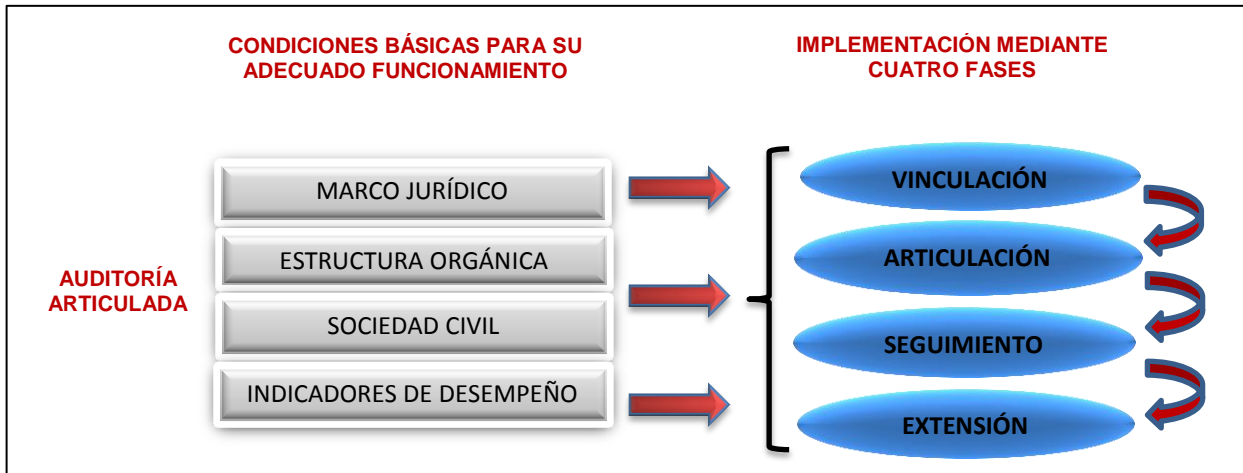 CONDICIONES BÁSICAS PARA SU
ADECUADO FUNCIONAMIENTO
IMPLEMENTACIÓN MEDIANTE
CUATRO FASES
AUDITORÍA
ARTICULADA
MARCO JURÍDICO
ESTRUCTURA ORGÁNICA
SOCIEDAD CIVIL
INDICADORES DE DESEMPEÑO
VINCULACIÓN
ARTICULACIÓN
SEGUIMIENTO
EXTENSIÓN